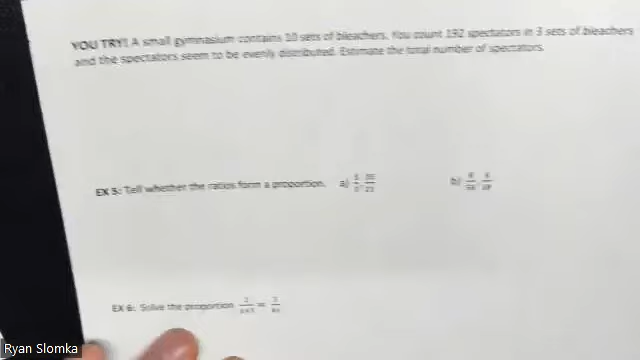 YOU TRY! A small gymnasium contains 10 sets of bleachers. You count 192 spectators in 3 sets of bleachers
and the spectators seem to be evenly distributed. Estimate the total number of spectators.
EX 5: Tell whether the ratios form a proportion. a) b)
EX 6: Solve the proportion =
Ryan Slomka